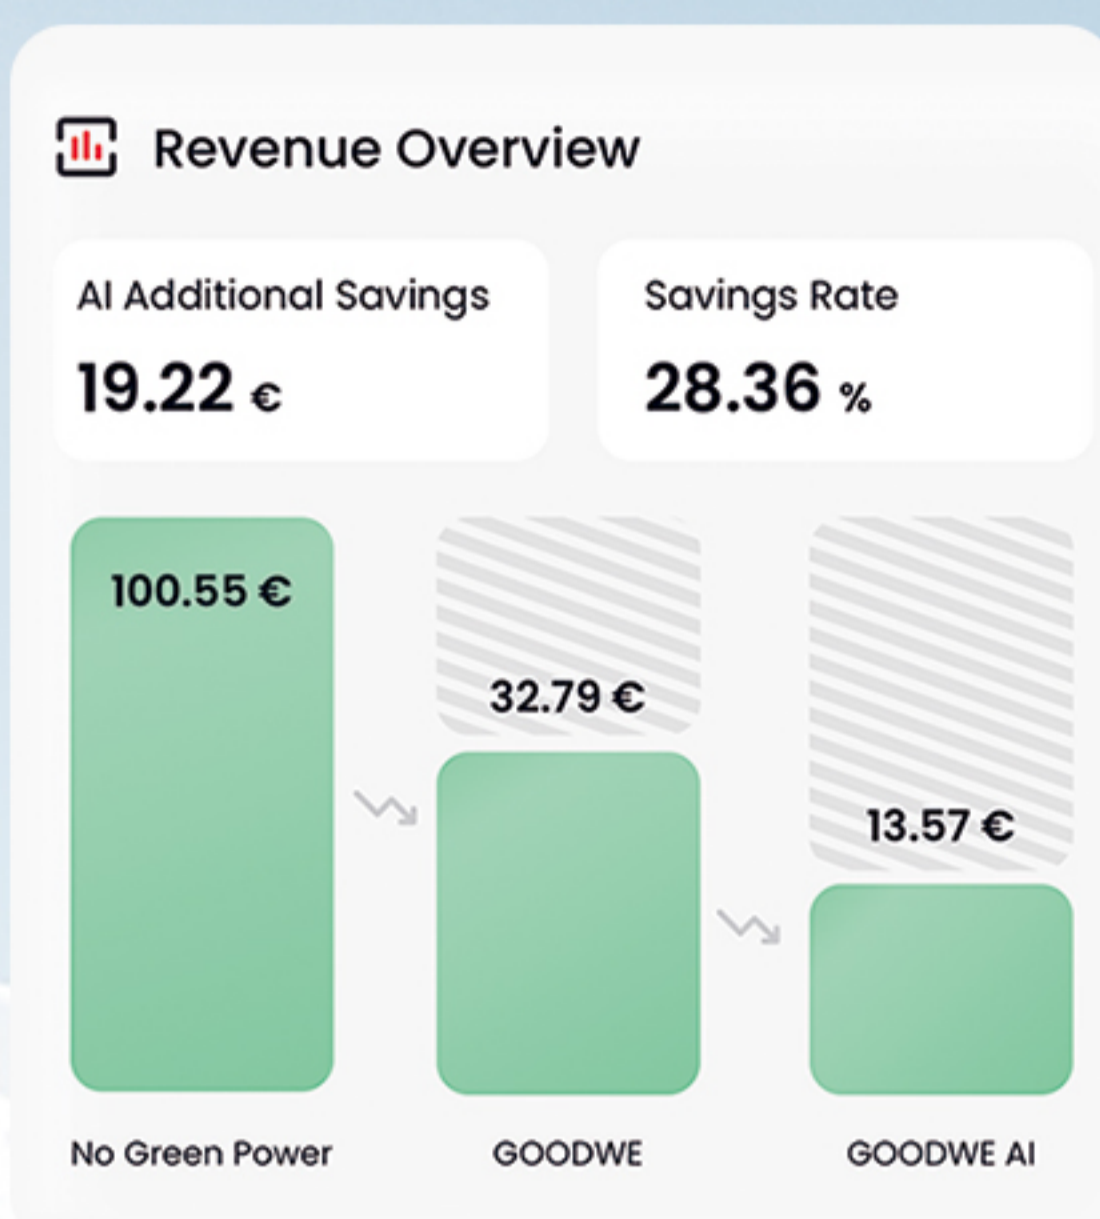 Revenue Overview
AI Additional Savings
19.22 €
Savings Rate
28.36 %
100.55 €
32.79 €
13.57 €
No Green Power
GOODWE
GOODWE AI